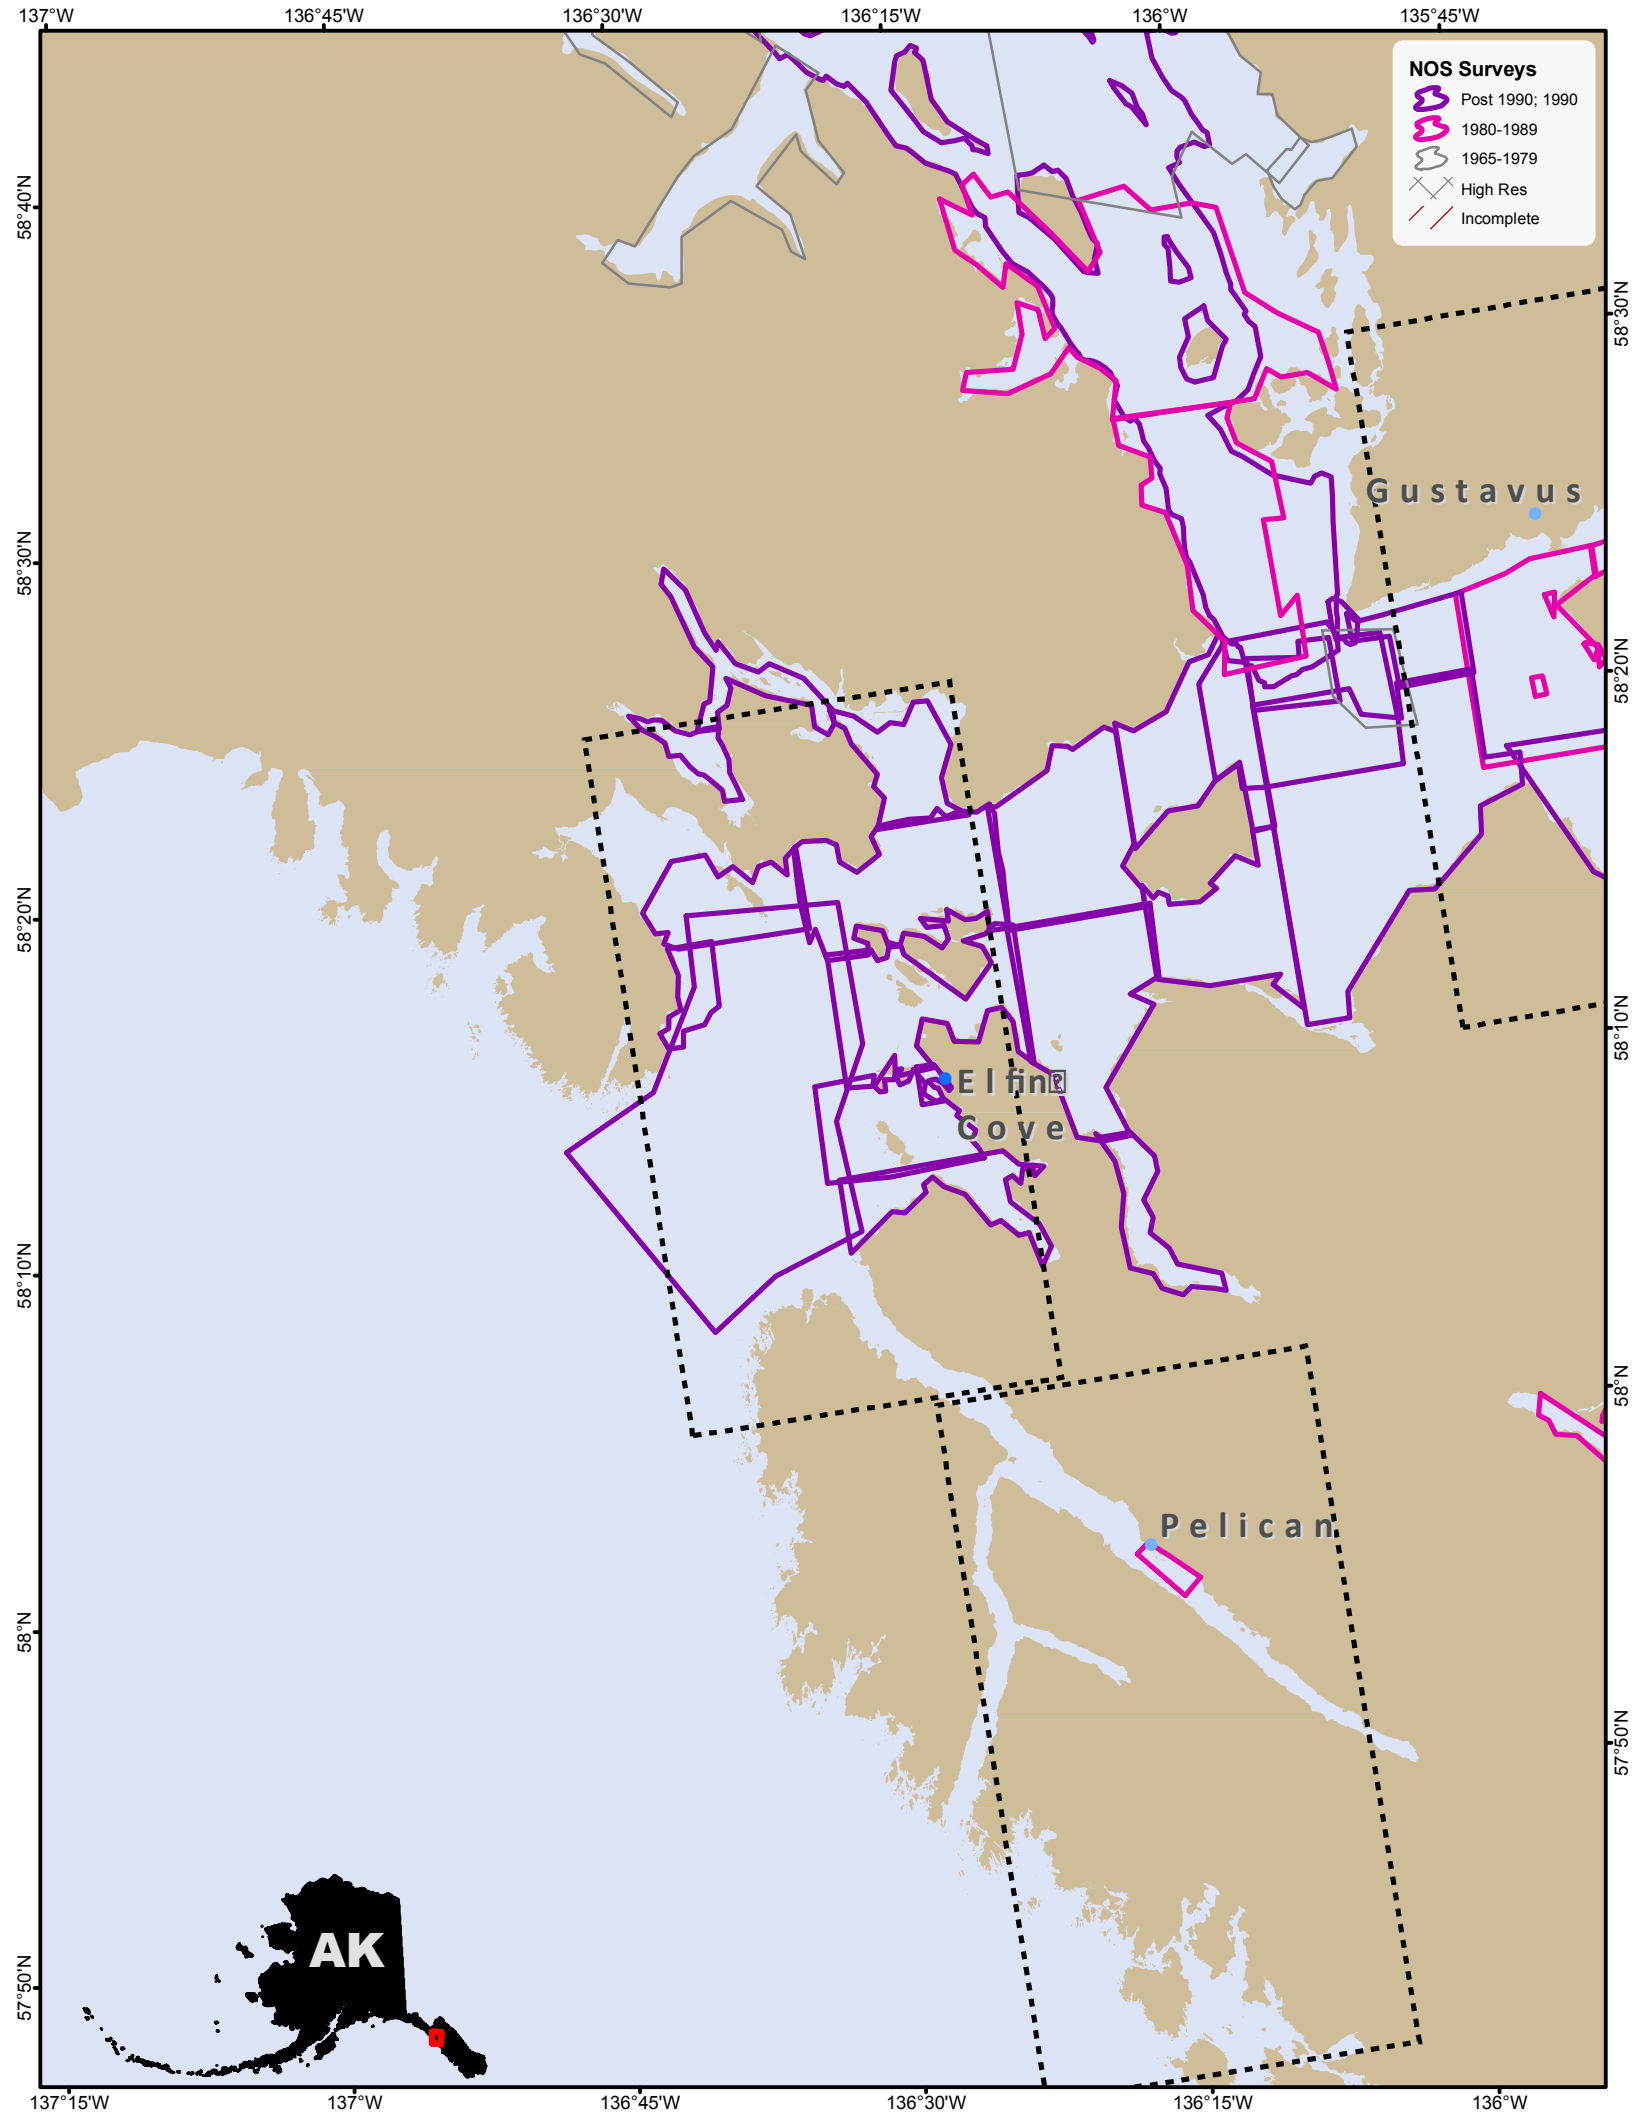 137°W 136°45'W 136°30'W 136°15'W 136°W 135°45'W
NOS Surveys
Post 1990; 1990
1980-1989
1965-1979
High Res
Incomplete
58°40'N
58°30'N
Gustavus
58°30'N
58°20'N
58°20'N
58°10'N
Elfin
Cove
58°10'N
58°N
Pelican
58°N
57°50'N
AK
57°50'N
137°15'W 137°W 136°45'W 136°30'W 136°15'W 136°W